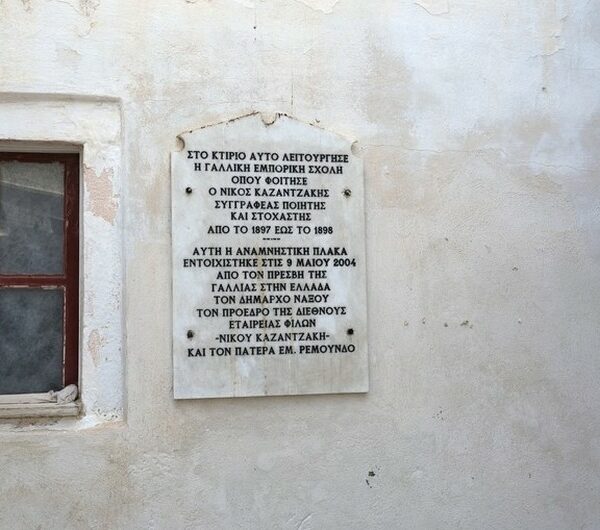 ΣΤΟ ΚΤΙΡΙΟ ΑΥΤΟ ΛΕΙΤΟΥΡΓΗΣΕ
Η ΓΑΛΛΙΚΗ ΕΜΠΟΡΙΚΗ ΣΧΟΛΗ
ΟΠΟΥ ΦΟΙΤΗΣΕ
Ο ΝΙΚΟΣ ΚΑΖΑΝΤΖΑΚΗΣ
ΣΥΓΓΡΑΦΕΑΣ ΠΟΙΗΤΗΣ
ΚΑΙ ΣΤΟΧΑΣΤΗΣ
ΑΠΟ ΤΟ 1897 ΕΩΣ ΤΟ 1898
-----
ΑΥΤΗ Η ΑΝΑΜΝΗΣΤΙΚΗ ΠΛΑΚΑ
ΕΝΤΟΙΧΙΣΤΗΚΕ ΣΤΙΣ 9 ΜΑΙΟΥ 2004
ΑΠΟ ΤΟΝ ΠΡΕΣΒΗ ΤΗΣ
ΓΑΛΛΙΑΣ ΣΤΗΝ ΕΛΛΑΔΑ
ΤΟΝ ΔΗΜΑΡΧΟ ΝΑΞΟΥ
ΤΟΝ ΠΡΟΕΔΡΟ ΤΗΣ ΔΙΕΘΝΟΥΣ
ΕΤΑΙΡΕΙΑΣ ΦΙΛΩΝ
-ΝΙΚΟΥ ΚΑΖΑΝΤΖΑΚΗ-
ΚΑΙ ΤΟΝ ΠΑΤΕΡΑ ΕΜ. ΡΕΜΟΥΝΔΟ